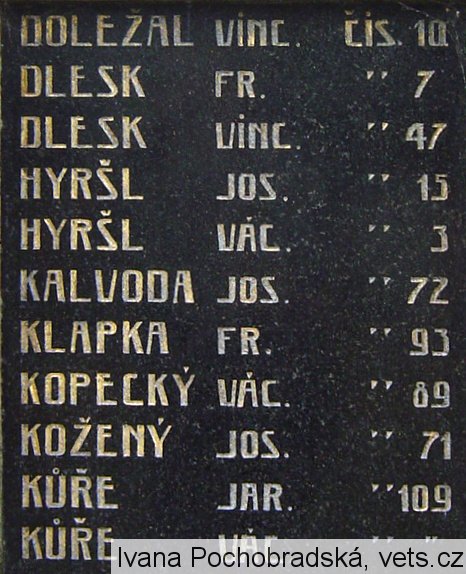 DOLEŽAL VINC. ČÍS. 10
DLESK FR. ″ 7
DLESK VINC. ″ 47
HYRŠL JOS. ″ 15
HYRŠL VÁC. ″ 3
KALVODA JOS. ″ 72
KLAPKA FR. ″ 93
KOPECKÝ VÁC. ″ 89
KOŽENÝ JOS. ″ 71
KŮŘE JAR. ″ 109
KŮŘE
Ivana Pochobradská, vets.cz